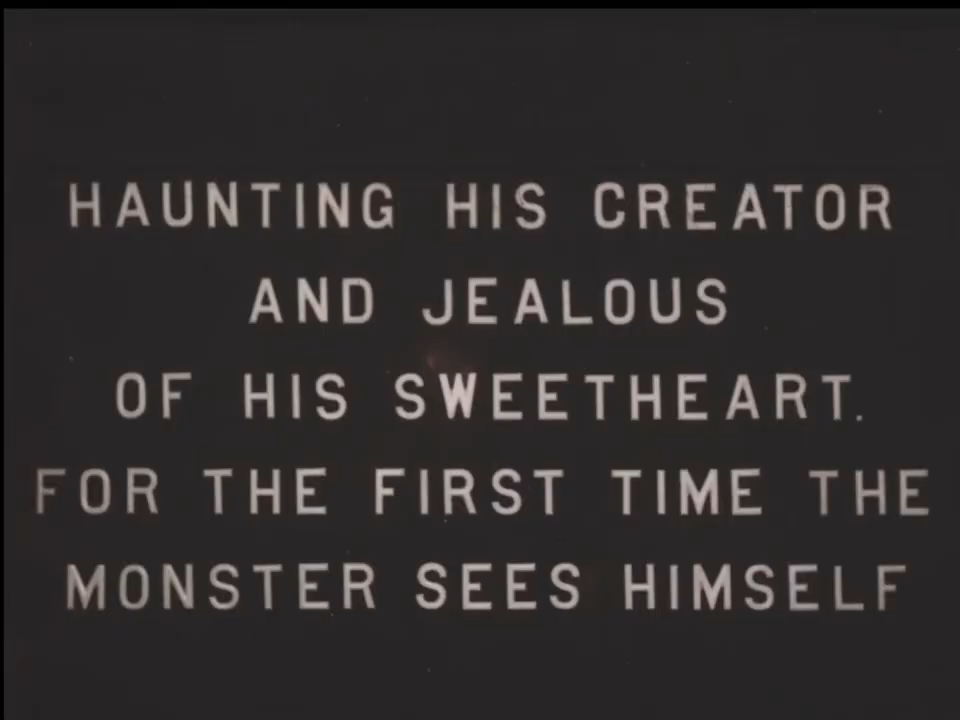 HAUNTING HIS CREATOR
AND JEALOUS
OF HIS SWEETHEART.
FOR THE FIRST TIME THE
MONSTER SEES HIMSELF